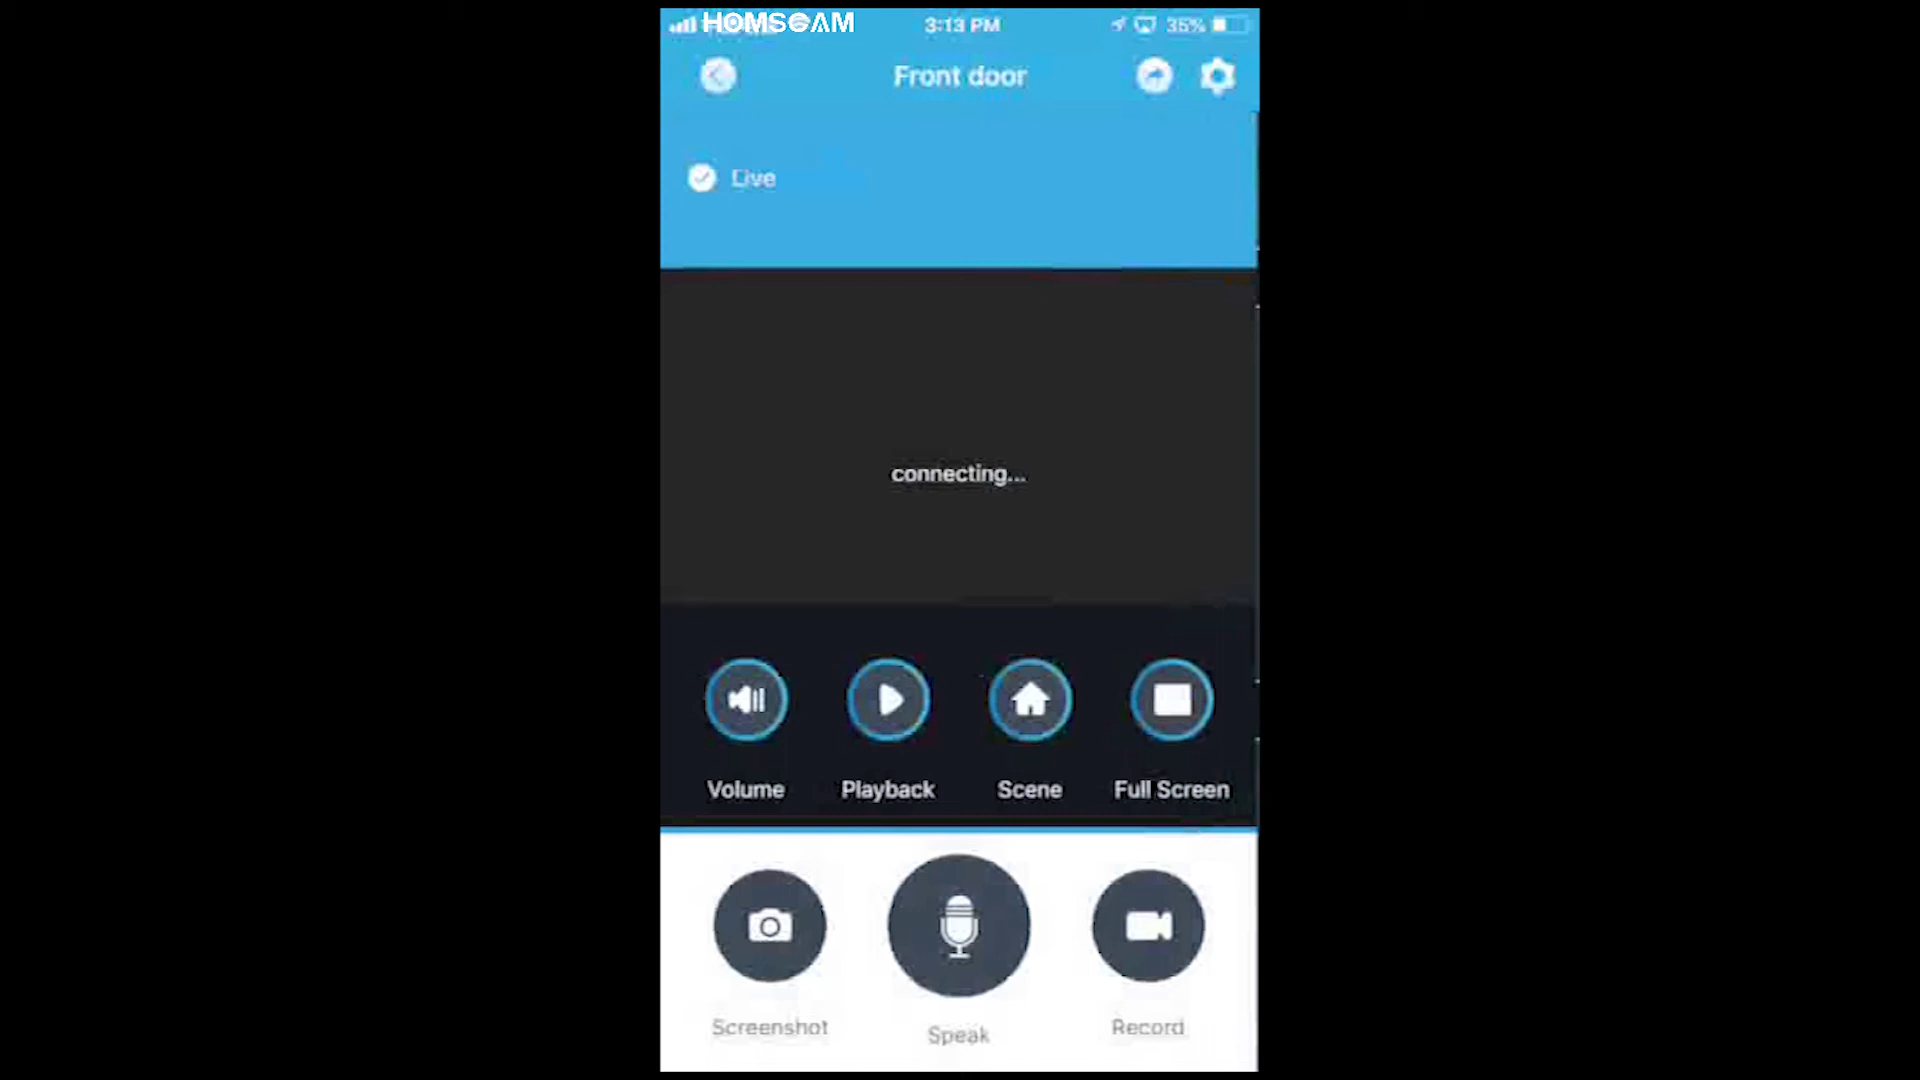 HOMSCAM
3:13 PM
35%
Front door
Live
connecting...
Volume
Playback
Scene
Full Screen
Screenshot
Speak
Record